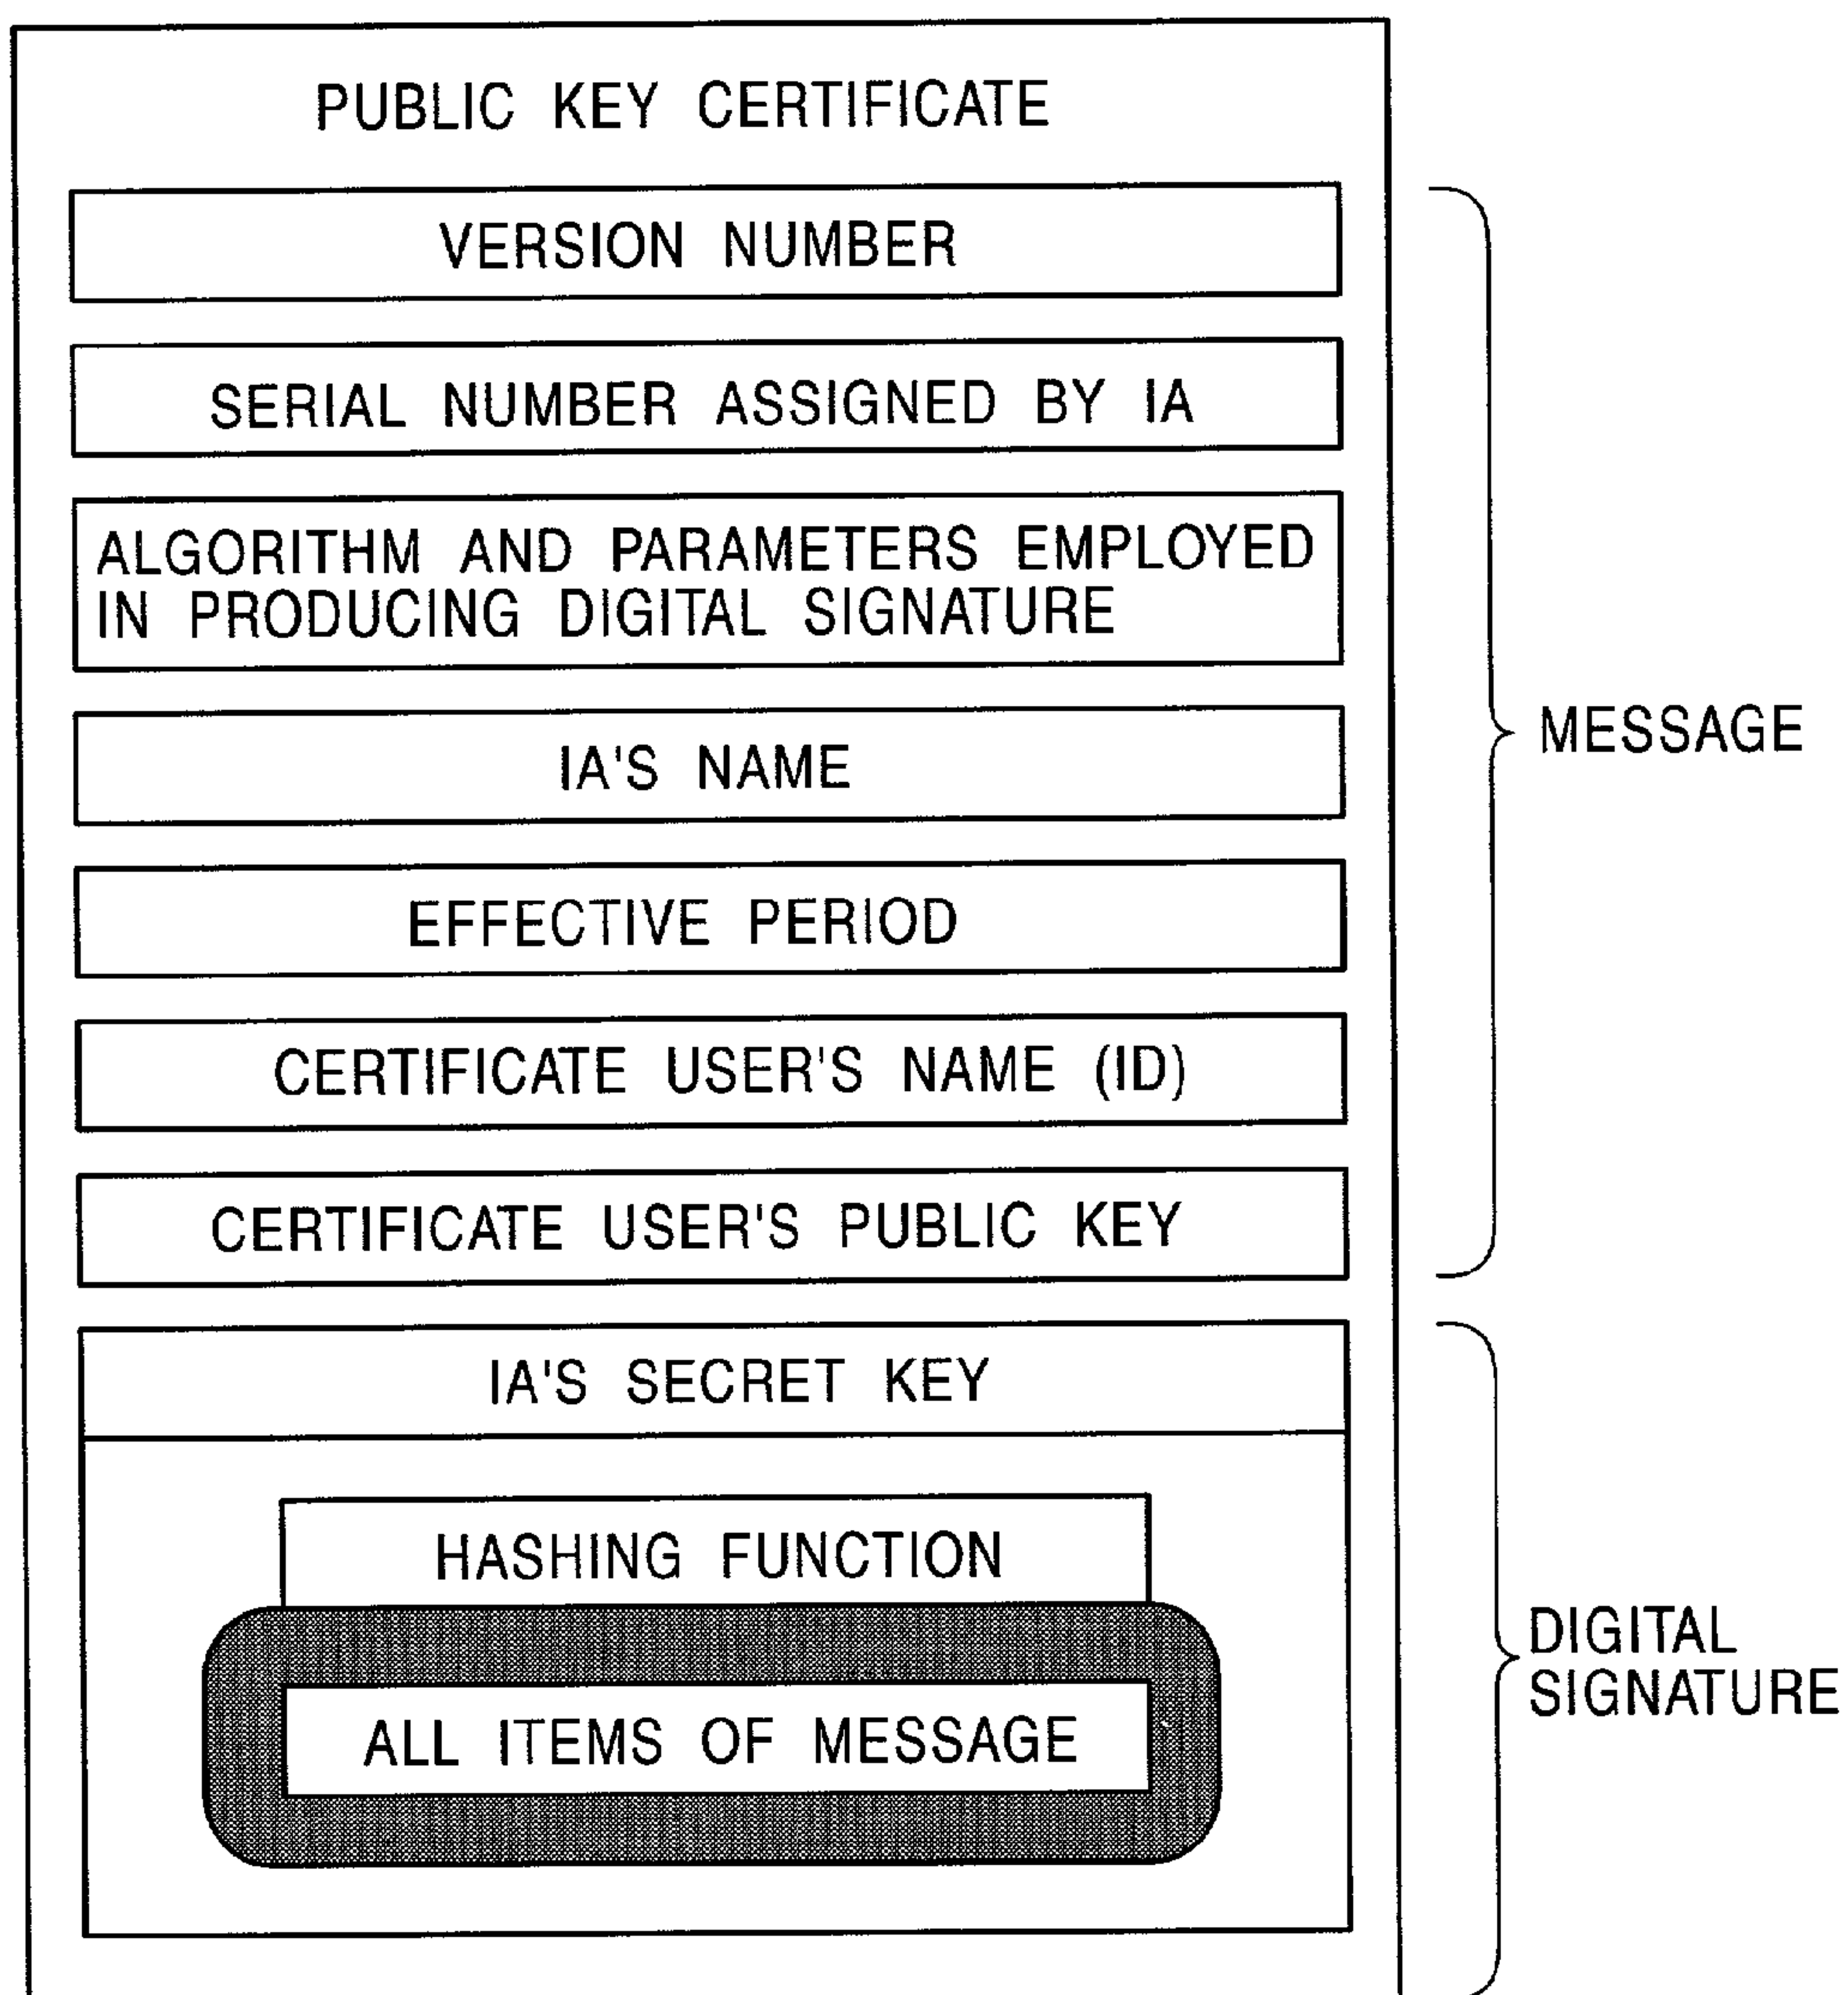 PUBLIC KEY CERTIFICATE
VERSION NUMBER
SERIAL NUMBER ASSIGNED BY IA
ALGORITHM AND PARAMETERS EMPLOYED
IN PRODUCING DIGITAL SIGNATURE
IA'S NAME
EFFECTIVE PERIOD
CERTIFICATE USER'S NAME (ID)
CERTIFICATE USER'S PUBLIC KEY
MESSAGE
IA'S SECRET KEY
HASHING FUNCTION
ALL ITEMS OF MESSAGE
DIGITAL
SIGNATURE